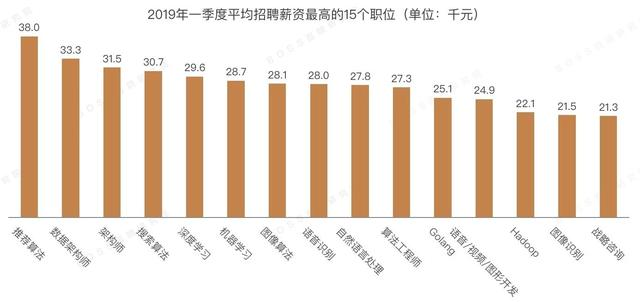 2019年一季度平均招聘薪资最高的15个职位（单位：千元）
38.0
33.3
31.5
30.7
29.6
28.7
28.1
28.0
27.8
27.3
25.1
24.9
22.1
21.5
21.3
推荐算法
数据架构师
架构师
搜索算法
深度学习
机器学习
图像算法
语音识别
自然语言处理
算法工程师
Golang
语音/视频/图形开发
Hadoop
图像识别
战略咨询